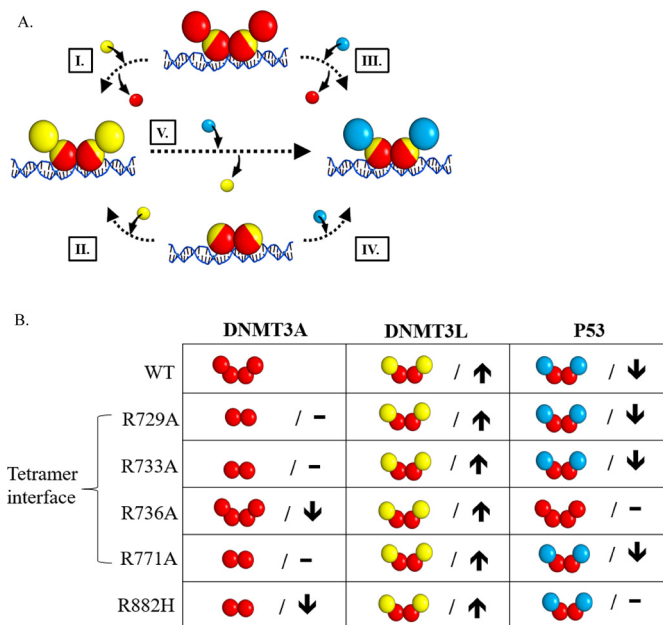 A.
I.
III.
V.
II.
IV.
B.
DNMT3A DNMT3L P53
WT / ↑ / ↓
R729A / - / ↑ / ↓
R733A / - / ↑ / ↓
Tetramer
interface
R736A / ↓ / ↑ / -
R771A / - / ↑ / ↓
R882H / ↓ / ↑ / -